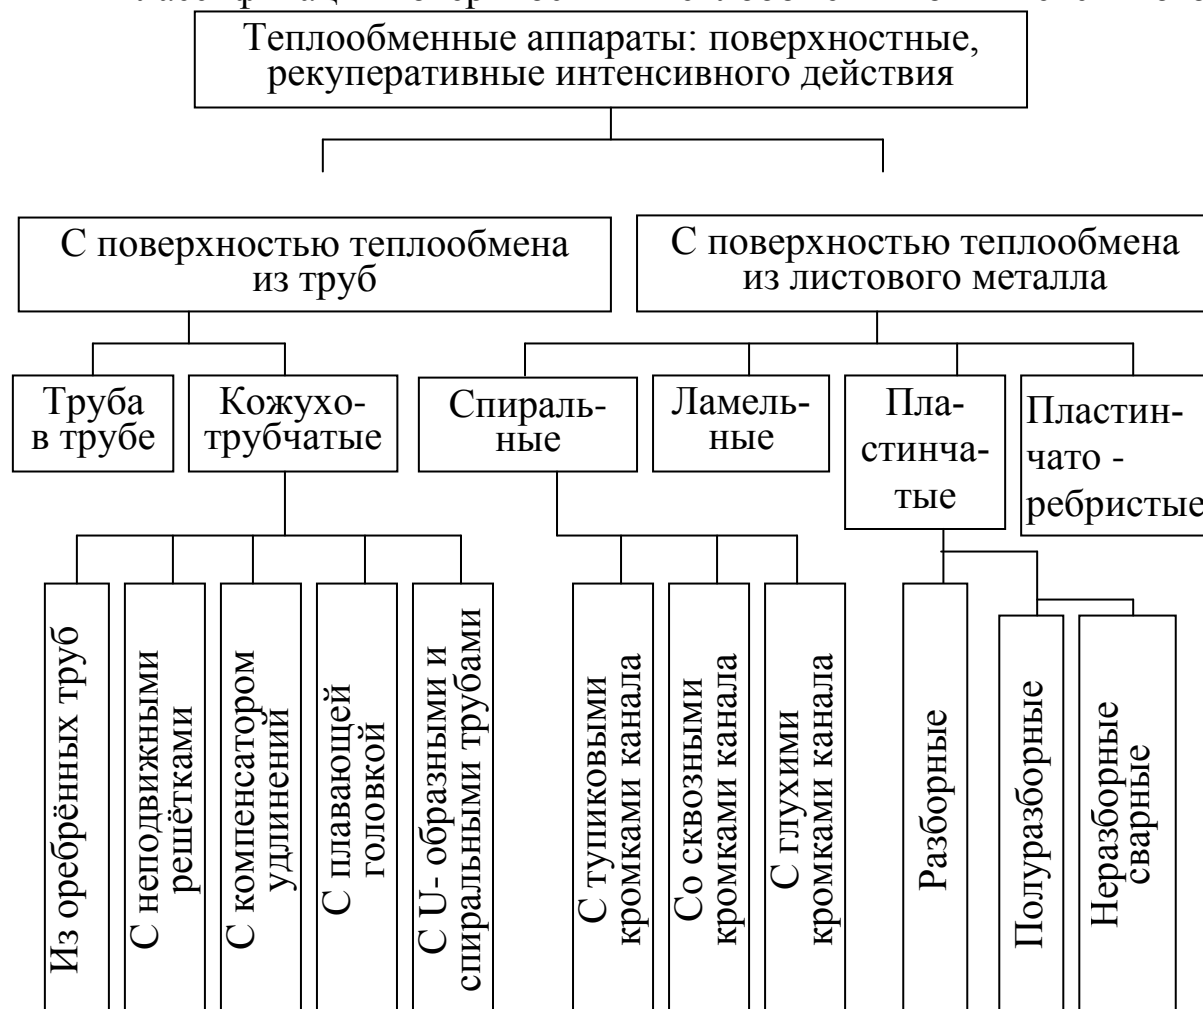 Теплообменные аппараты: поверхностные,
рекуперативные интенсивного действия
С поверхностью теплообмена
из труб
С поверхностью теплообмена
из листового металла
Труба
в трубе
Кожухо-
трубчатые
Спираль-
ные
Ламель-
ные
Пла-
стинча-
тые
Пластин-
чато -
ребристые
Из оребрённых труб
С неподвижными
решётками
С компенсатором
удлинений
С плавающей
головкой
С U- образными и
спиральными трубами
С тупиковыми
кромками канала
Со сквозными
кромками канала
С глухими
кромками канала
Разборные
Полуразборные
Неразборные
сварные